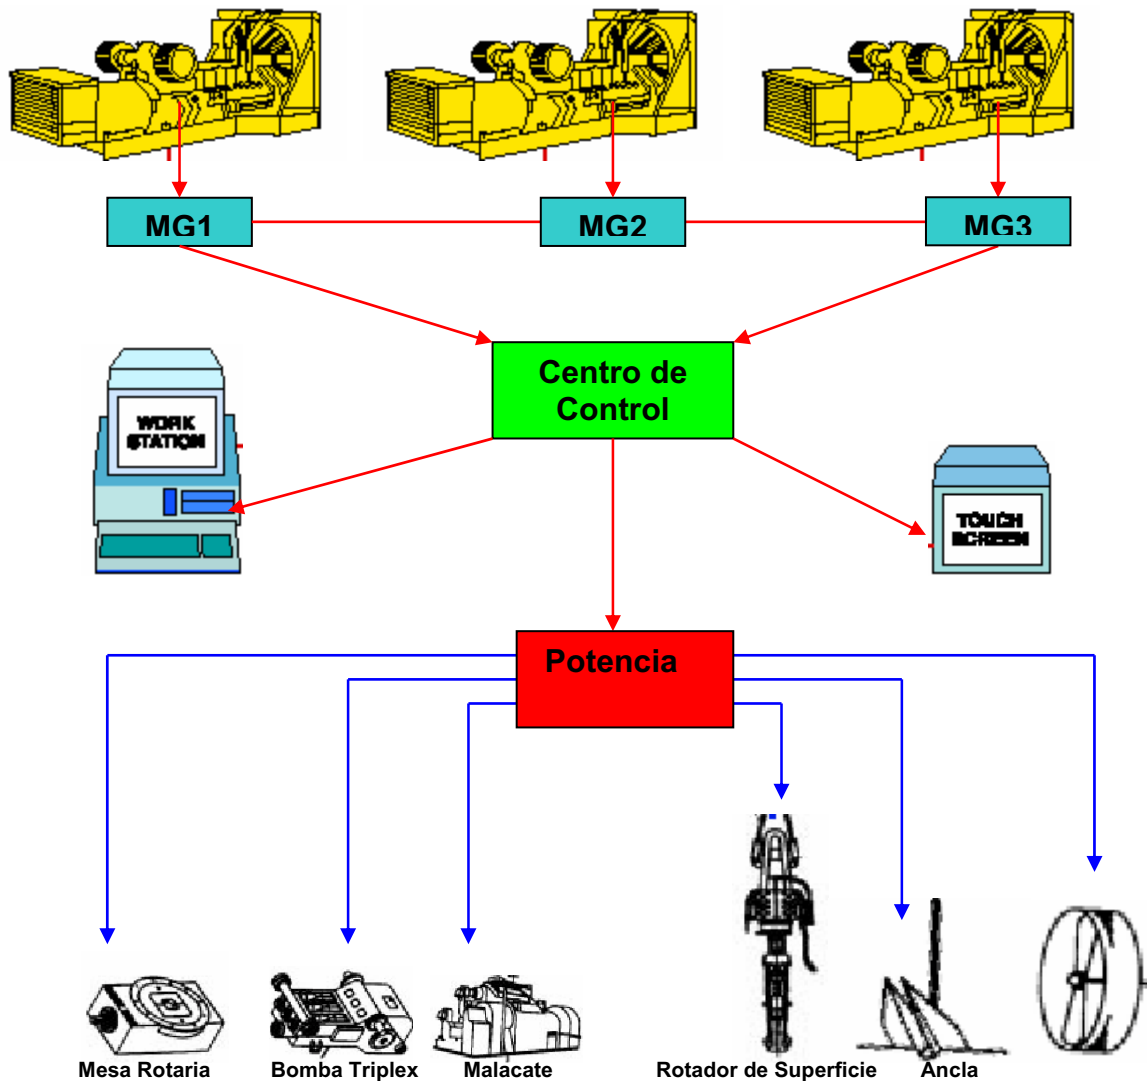 MG1
MG2
MG3
Centro de
Control
WORK
STATION
TOUCH
SCREEN
Potencia
Mesa Rotaria
Bomba Triplex
Malacate
Rotador de Superficie
Ancla